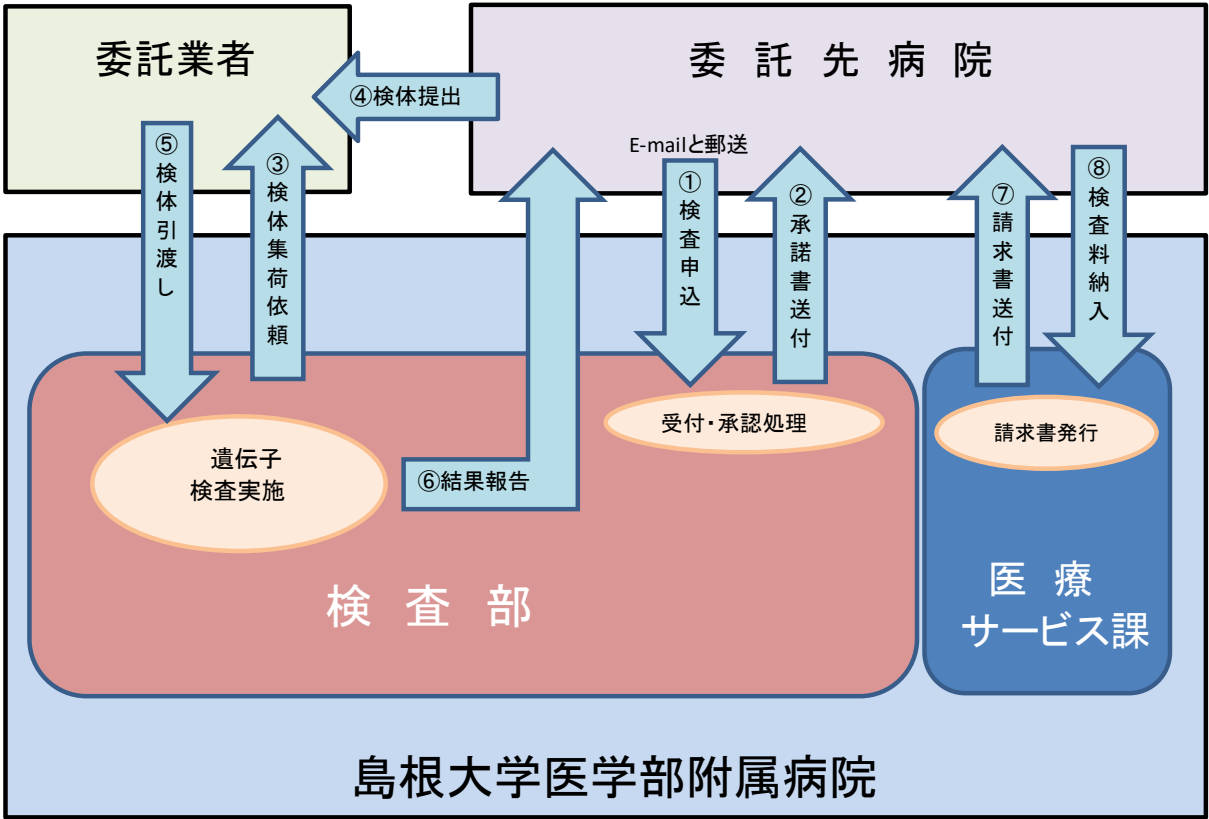 委託業者
委託先病院
④検体提出
E-mailと郵送
⑤検体引渡し
③検体集荷依頼
①検査申込
②承諾書送付
⑦請求書送付
⑧検査料納入
受付・承認処理
請求書発行
遺伝子
検査実施
⑥結果報告
検査部
医療
サービス課
島根大学医学部附属病院